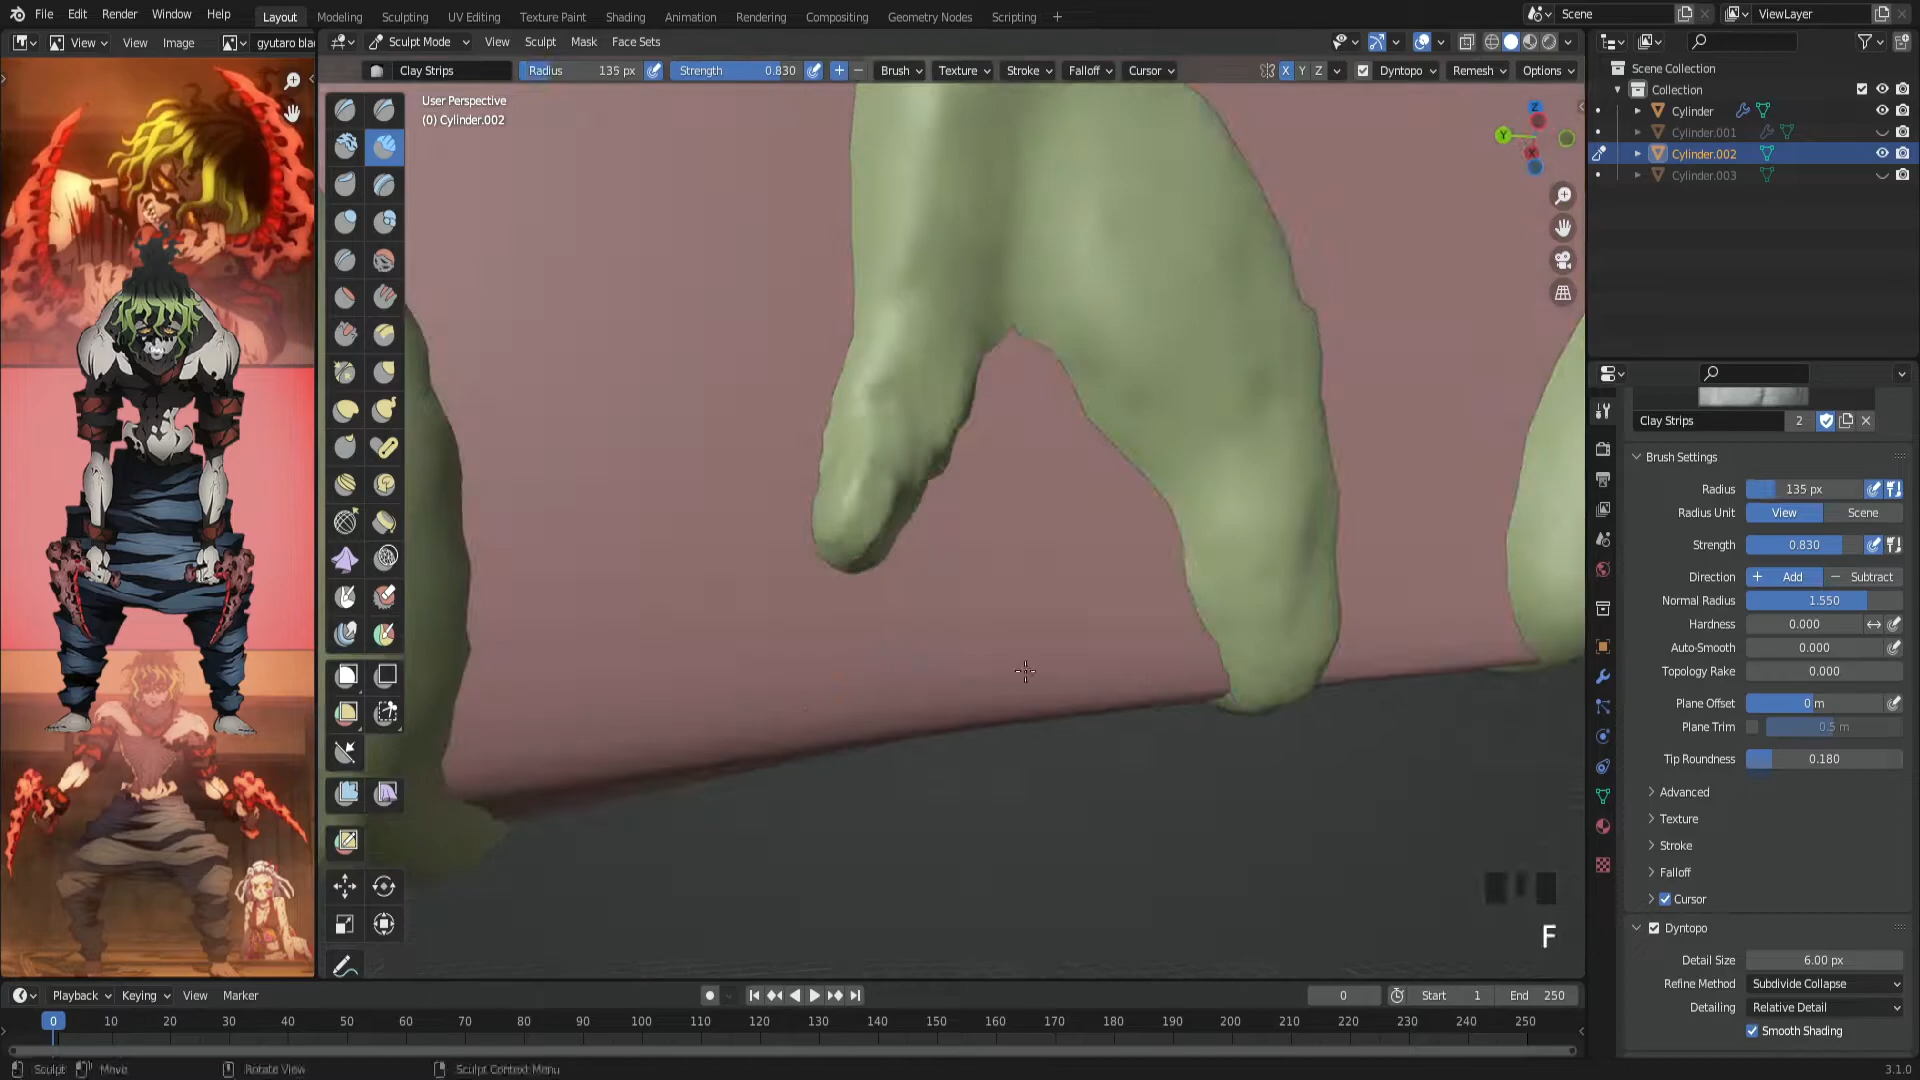 File Edit Render Window Help
Layout Modeling Sculpting UV Editing Texture Paint Shading Animation Rendering Compositing Geometry Nodes Scripting +
Scene
ViewLayer
View View Image gyutaro blac
Sculpt Mode View Sculpt Mask Face Sets
Clay Strips Radius 135 px Strength 0.830 + − Brush Texture Stroke Falloff Cursor X Y Z Dyntopo Remesh Options
User Perspective
(0) Cylinder.002
Z
Y
X
Scene Collection
Collection
Cylinder
Cylinder.001
Cylinder.002
Cylinder.003
Clay Strips 2
Brush Settings
Radius 135 px
Radius Unit View Scene
Strength 0.830
Direction + Add − Subtract
Normal Radius 1.550
Hardness 0.000
Auto-Smooth 0.000
Topology Rake 0.000
Plane Offset 0 m
Plane Trim 0.5 m
Tip Roundness 0.180
Advanced
Texture
Stroke
Falloff
Cursor
Dyntopo
Detail Size 6.00 px
Refine Method Subdivide Collapse
Detailing Relative Detail
Smooth Shading
F
Playback Keying View Marker
0 Start 1 End 250
0 10 20 30 40 50 60 70 80 90 100 110 120 130 140 150 160 170 180 190 200 210 220 230 240 250
Sculpt Move Rotate View Sculpt Context Menu
3.1.0